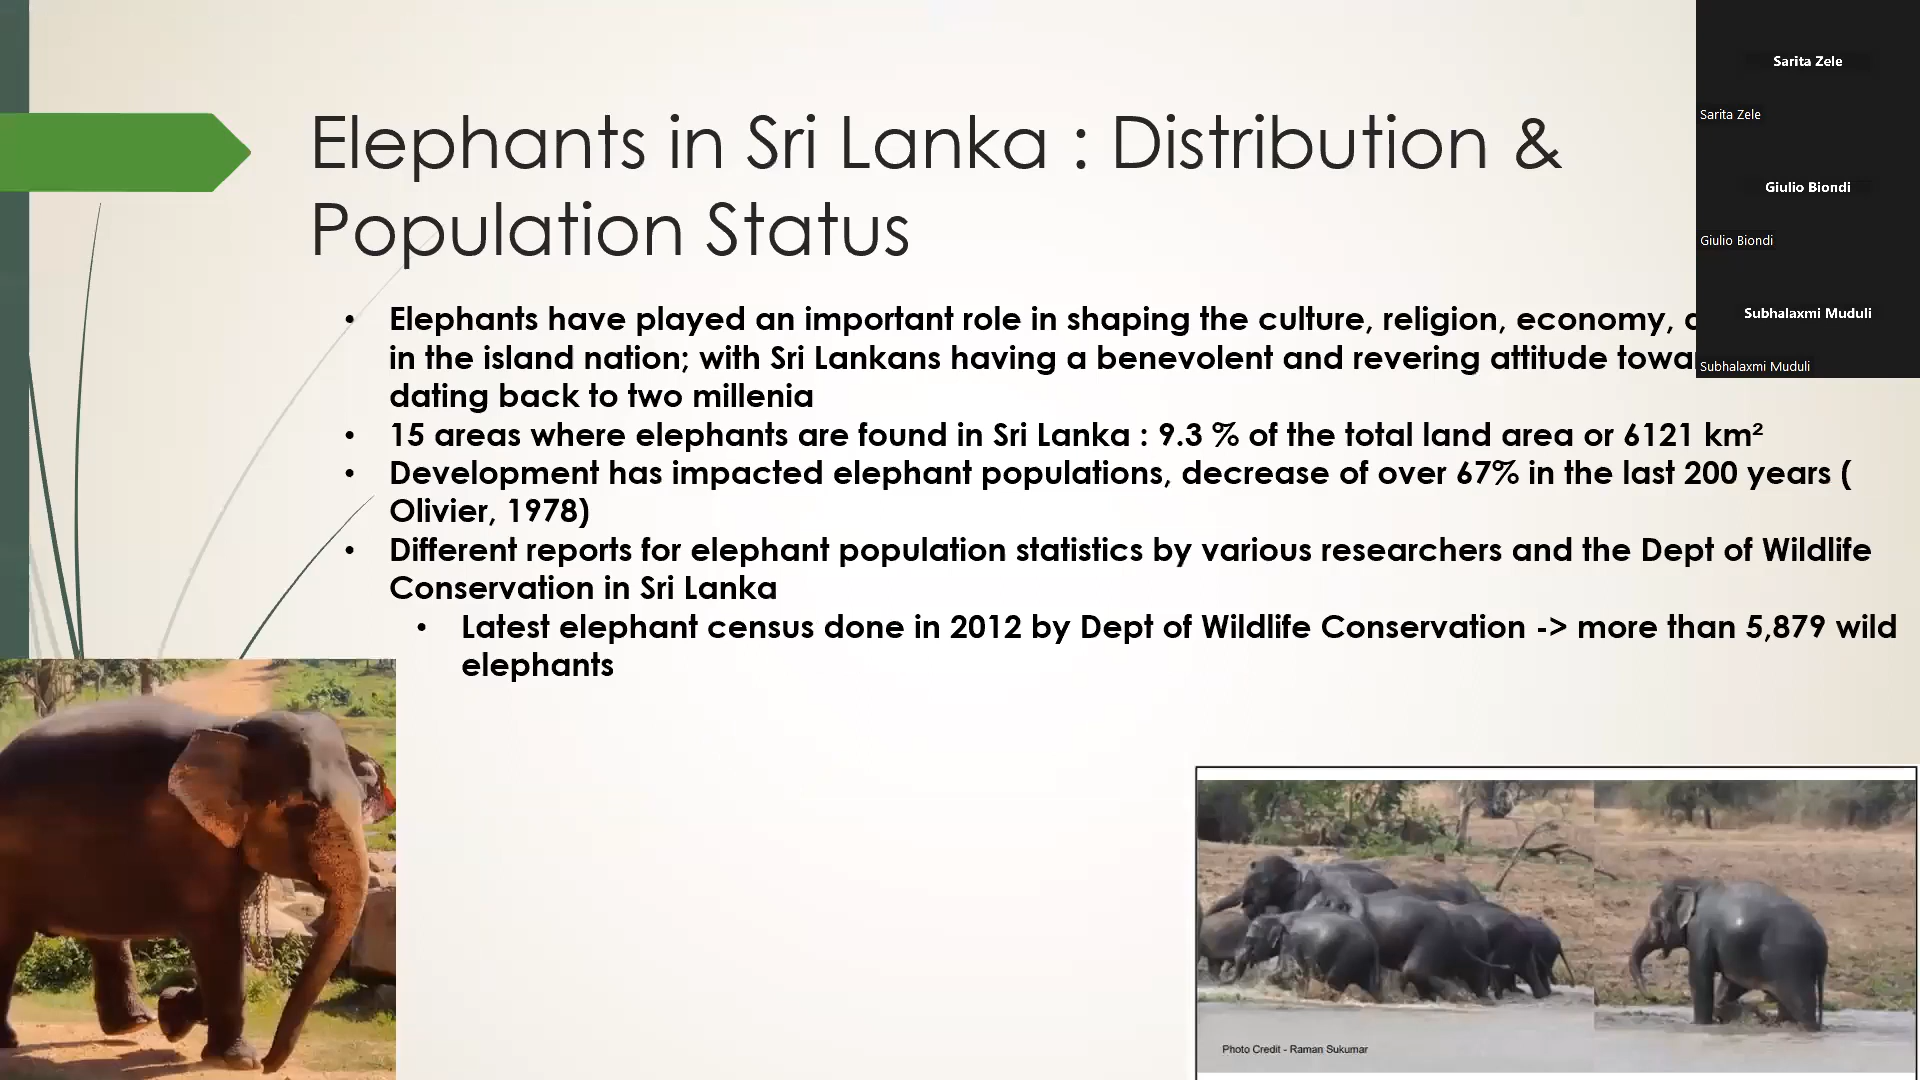 Elephants in Sri Lanka : Distribution &
Population Status
• Elephants have played an important role in shaping the culture, religion, economy,
in the island nation; with Sri Lankans having a benevolent and revering attitude
dating back to two millenia
• 15 areas where elephants are found in Sri Lanka : 9.3 % of the total land area or 6121 km²
• Development has impacted elephant populations, decrease of over 67% in the last 200 years (
Olivier, 1978)
• Different reports for elephant population statistics by various researchers and the Dept of Wildlife
Conservation in Sri Lanka
• Latest elephant census done in 2012 by Dept of Wildlife Conservation -> more than 5,879 wild
elephants
Photo Credit - Raman Sukumar
Sarita Zele
Sarita Zele
Giulio Biondi
Giulio Biondi
Subhalaxmi Muduli
Subhalaxmi Muduli